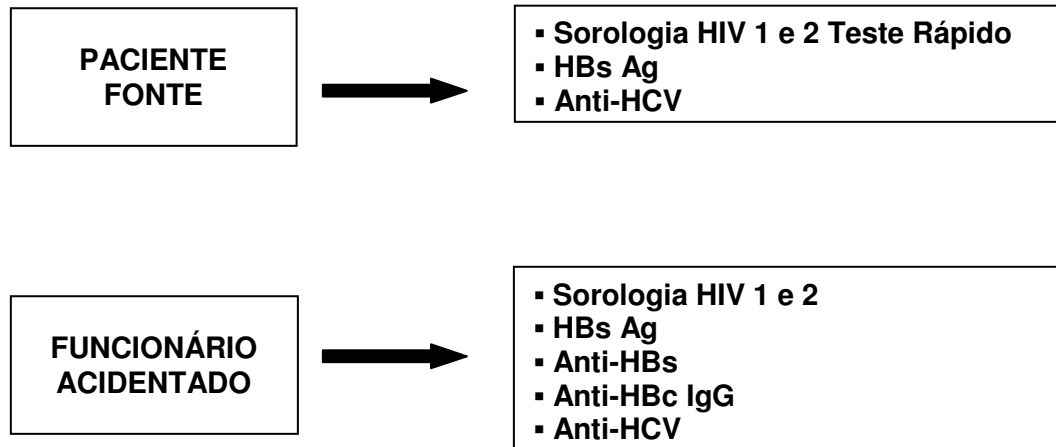 PACIENTE
FONTE
▪ Sorologia HIV 1 e 2 Teste Rápido
▪ HBs Ag
▪ Anti-HCV
FUNCIONÁRIO
ACIDENTADO
▪ Sorologia HIV 1 e 2
▪ HBs Ag
▪ Anti-HBs
▪ Anti-HBc IgG
▪ Anti-HCV